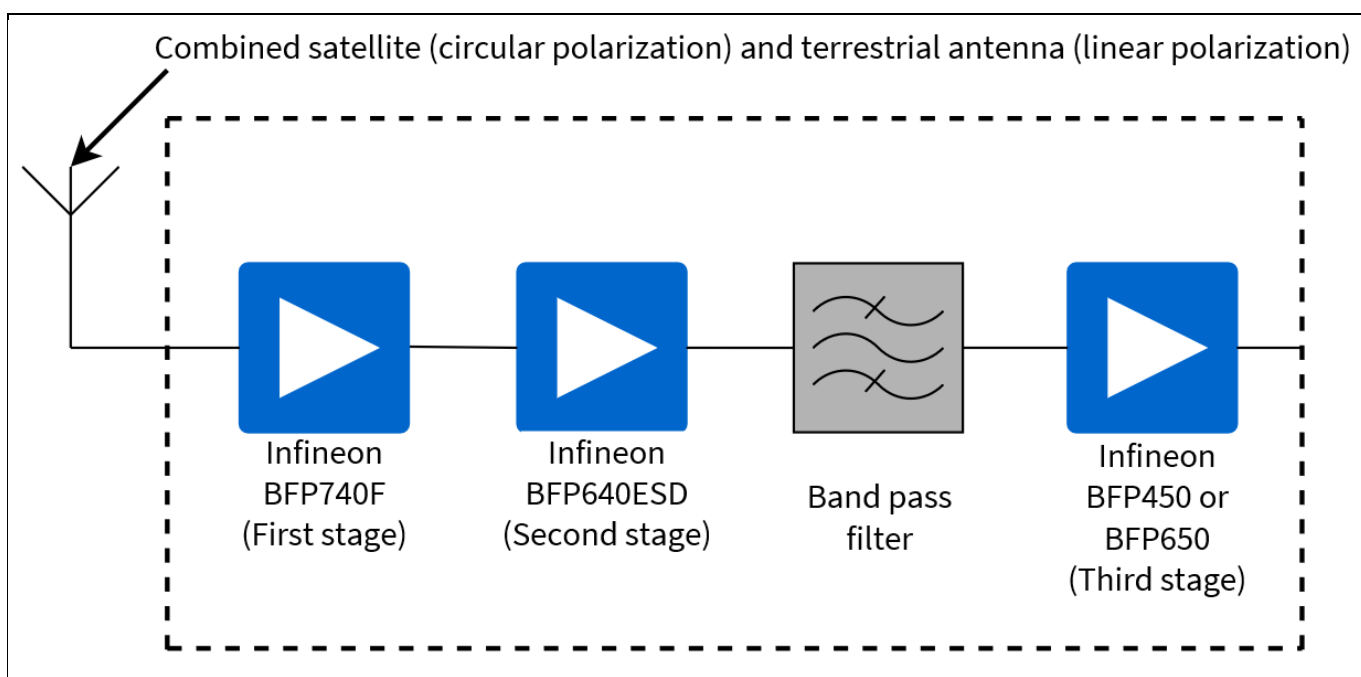 Combined satellite (circular polarization) and terrestrial antenna (linear polarization)
Infineon
BFP740F
(First stage)
Infineon
BFP640ESD
(Second stage)
Band pass
filter
Infineon
BFP450 or
BFP650
(Third stage)